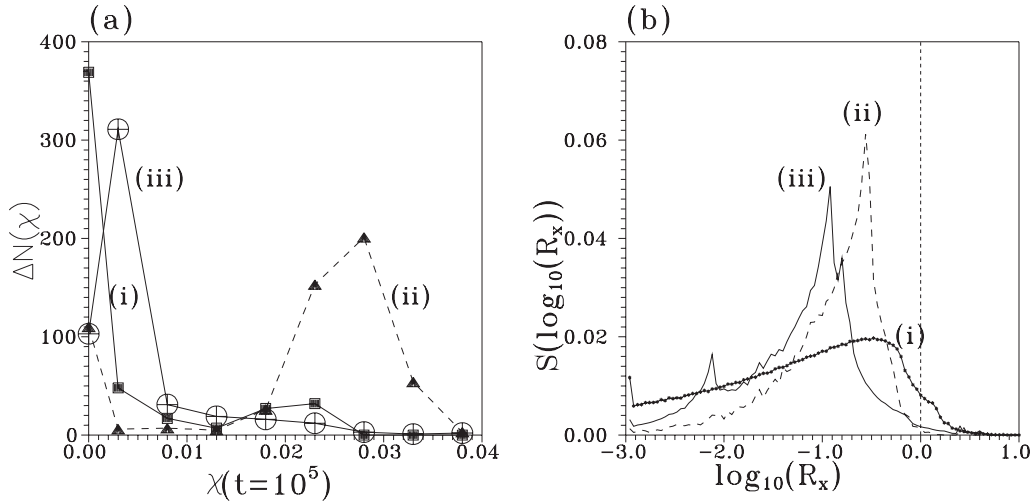 (a)
(b)
400
300
200
100
0
ΔN(χ)
(iii)
(i)
(ii)
0.00
0.01
0.02
0.03
0.04
χ(t=10⁵)
0.08
0.06
0.04
0.02
0.00
S(log₁₀(Rₓ))
(ii)
(iii)
(i)
-3.0
-2.0
-1.0
0.0
1.0
log₁₀(Rₓ)